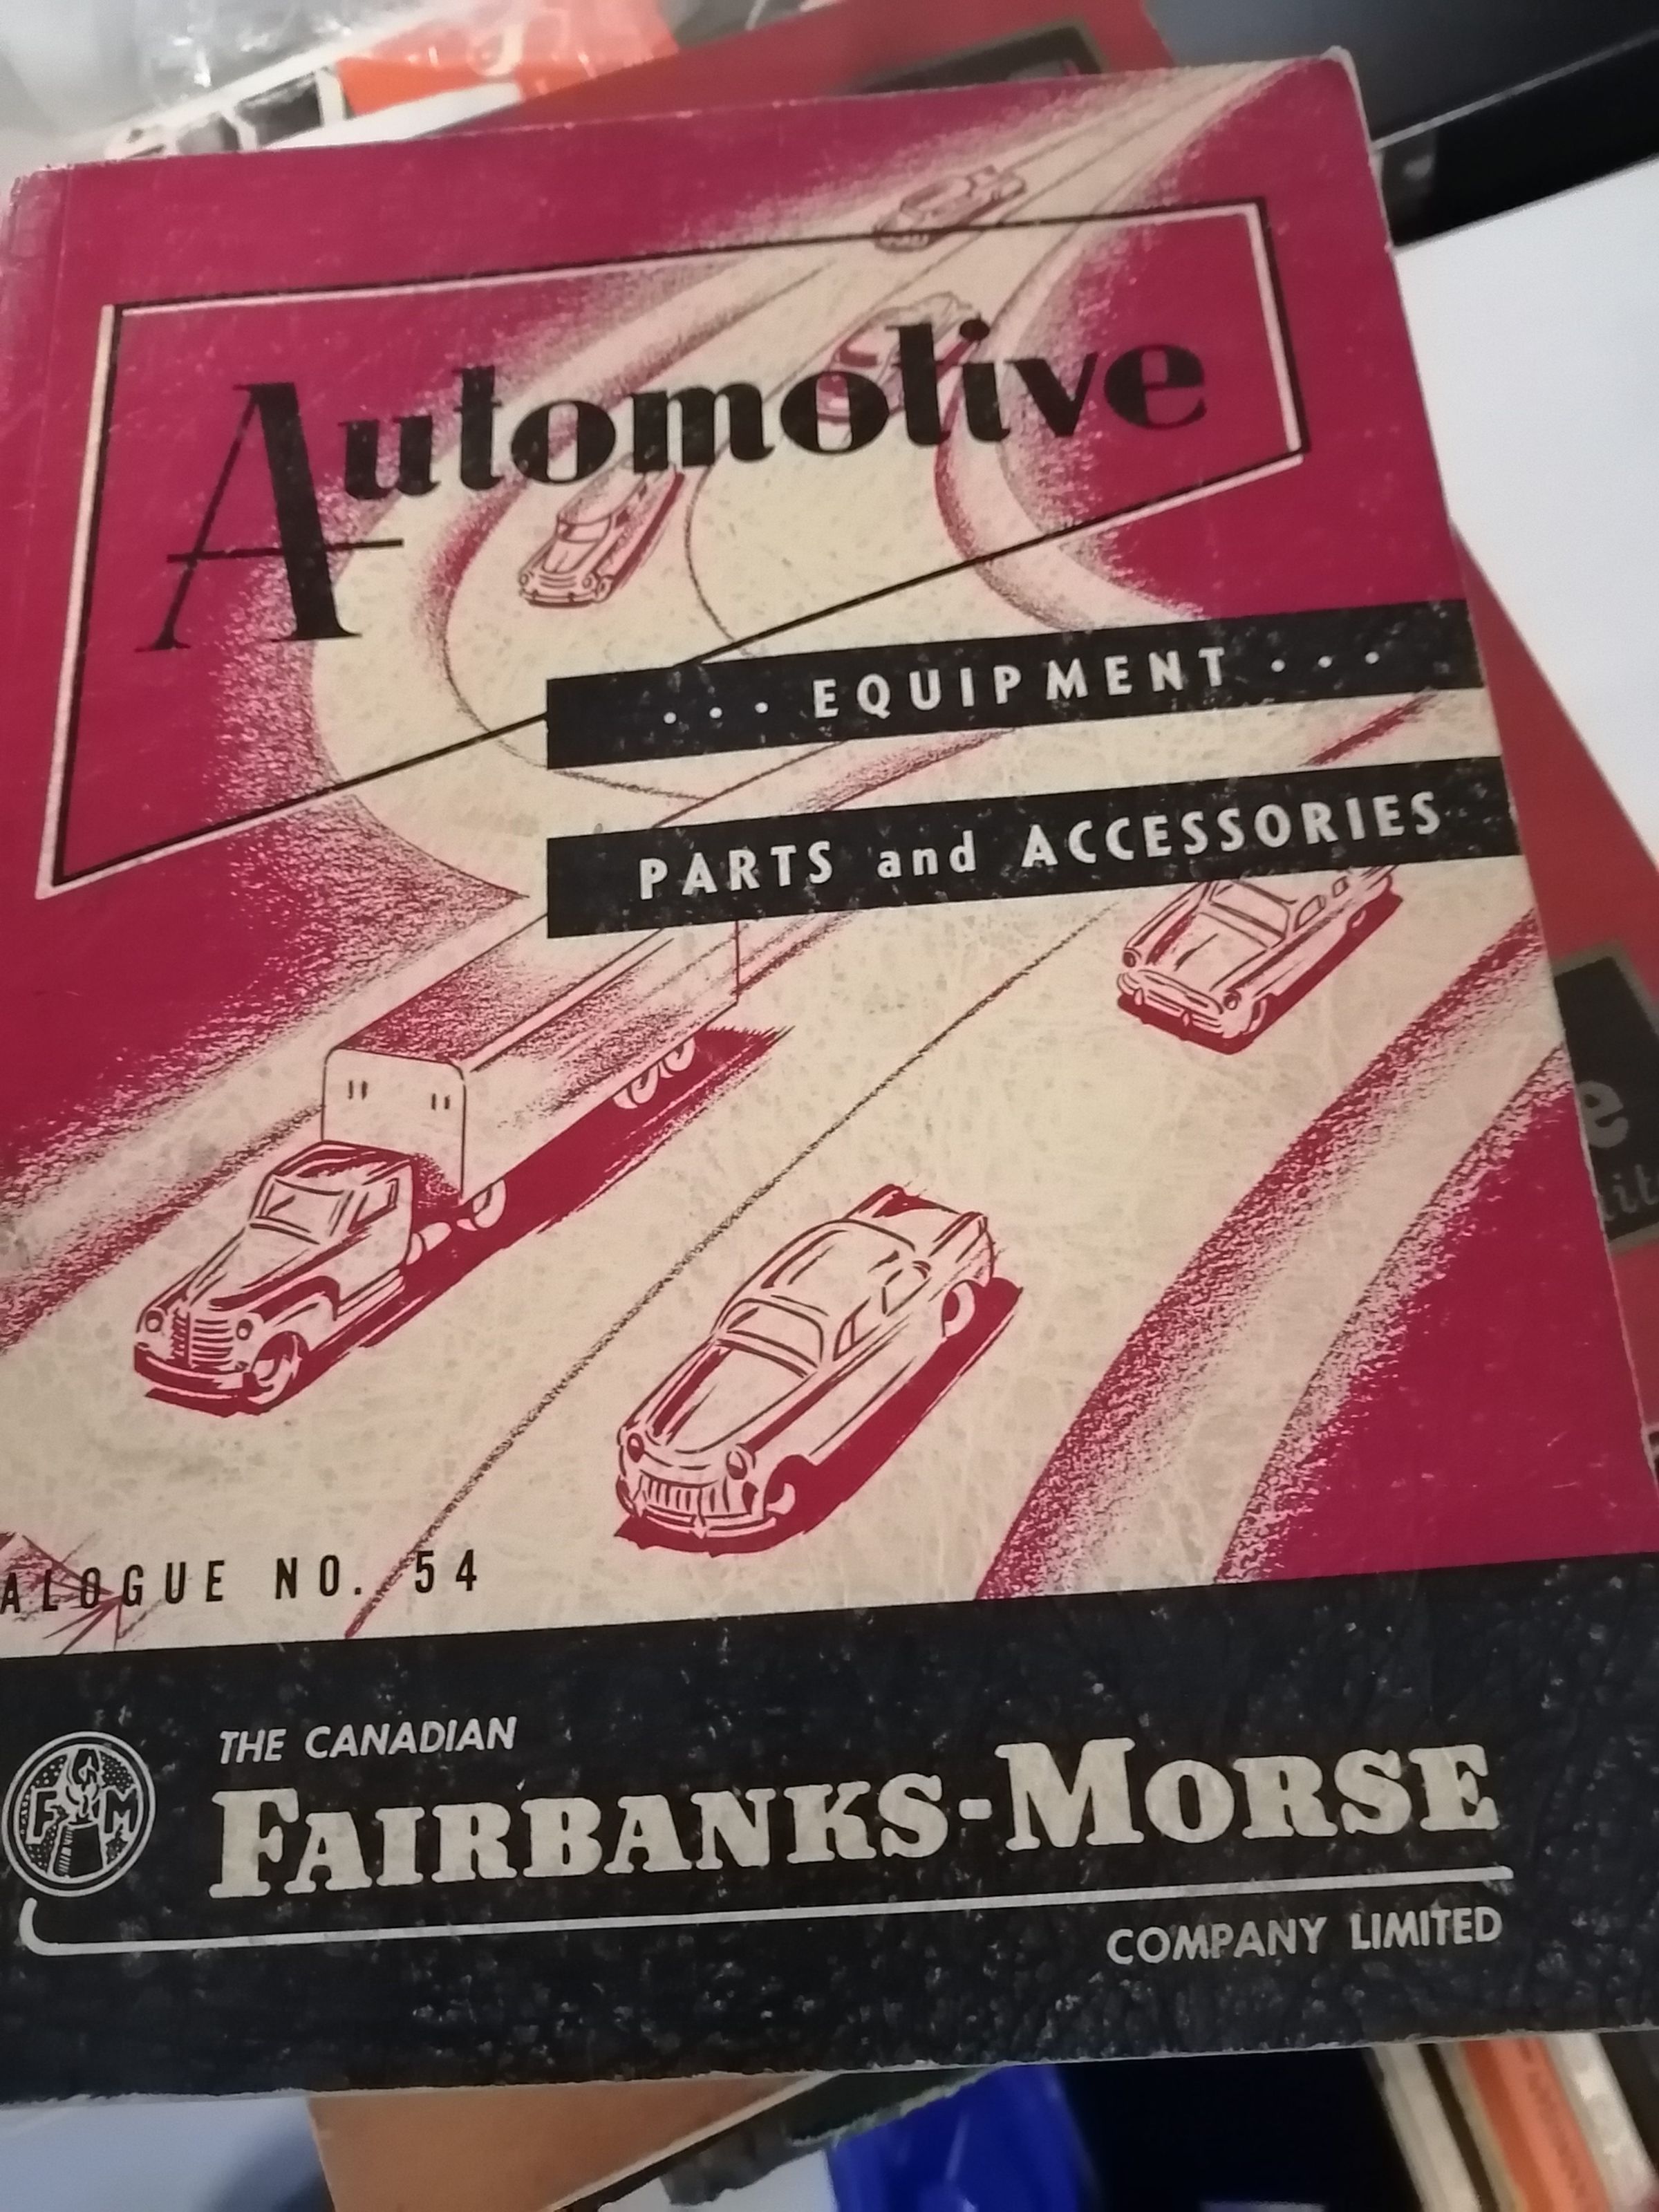 Automotive
... EQUIPMENT ...
PARTS and ACCESSORIES
ALOGUE NO. 54
THE CANADIAN
F M
FAIRBANKS-MORSE
COMPANY LIMITED